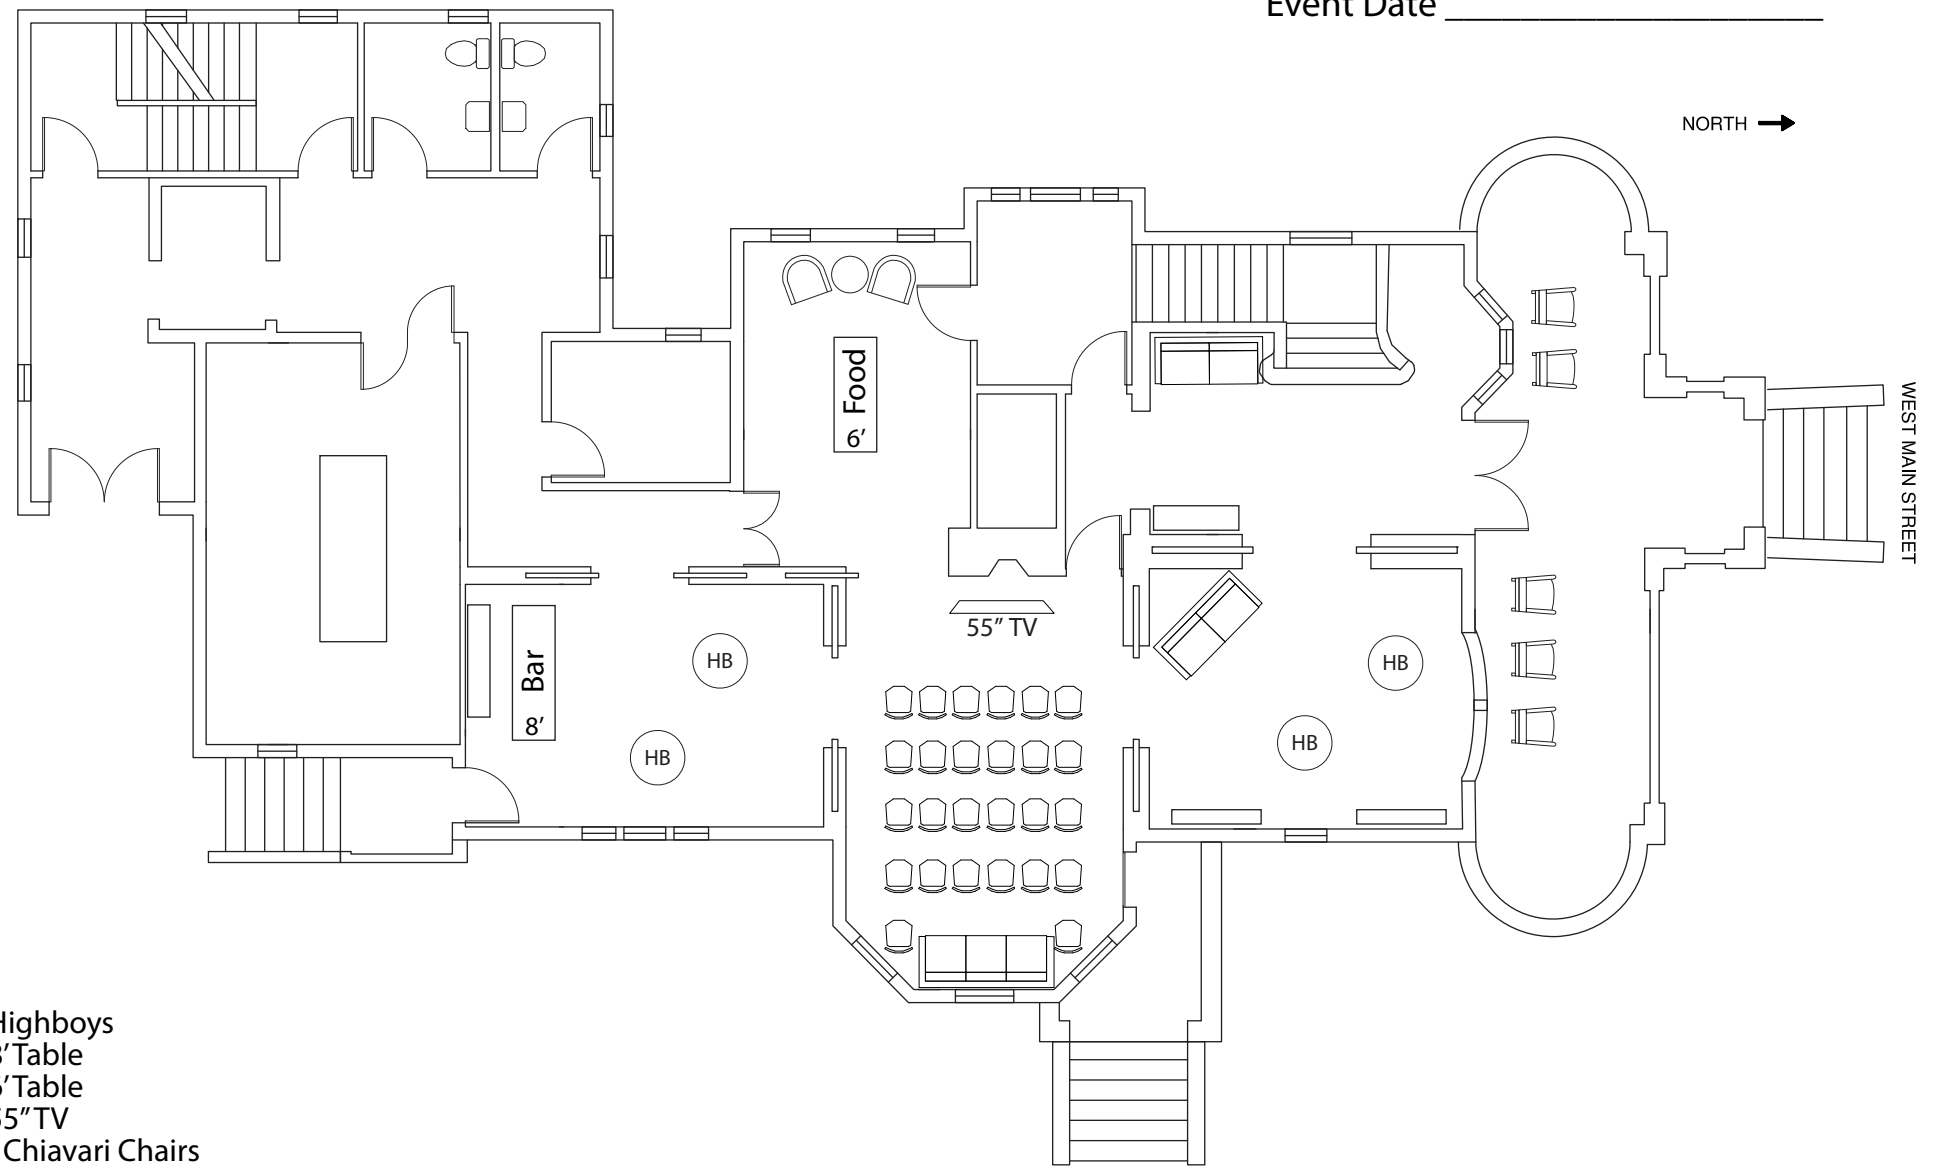 Event Date ______________________
NORTH
WEST MAIN STREET
6' Food
55” TV
8' Bar
HB
HB
HB
HB
Highboys
8’ Table
6’ Table
55” TV
Chiavari Chairs